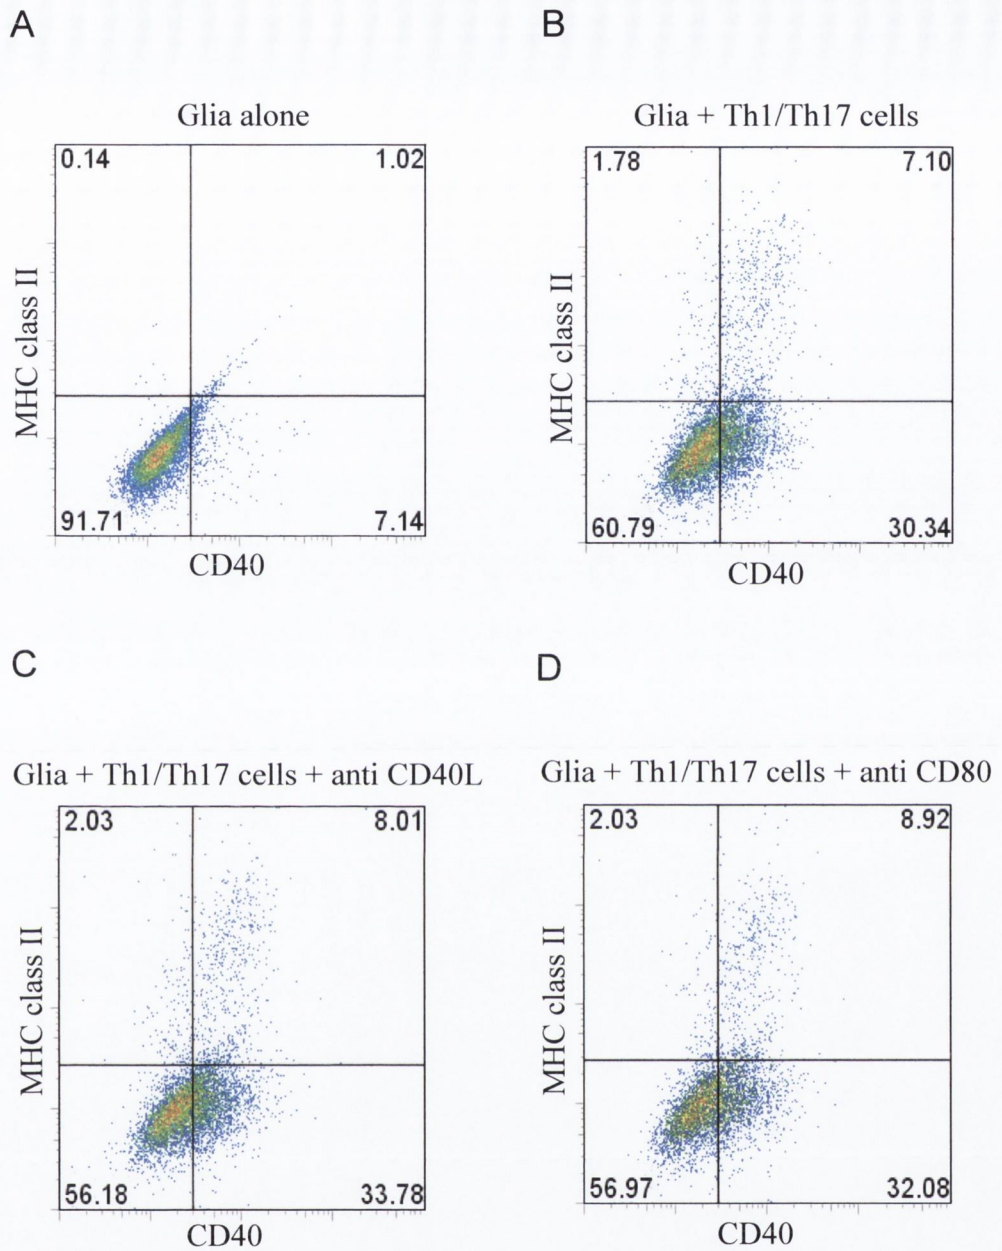 A
Glia alone
0.14 1.02
MHC class II
91.71 7.14
CD40
B
Glia + Th1/Th17 cells
1.78 7.10
MHC class II
60.79 30.34
CD40
C
Glia + Th1/Th17 cells + anti CD40L
2.03 8.01
MHC class II
56.18 33.78
CD40
D
Glia + Th1/Th17 cells + anti CD80
2.03 8.92
MHC class II
56.97 32.08
CD40